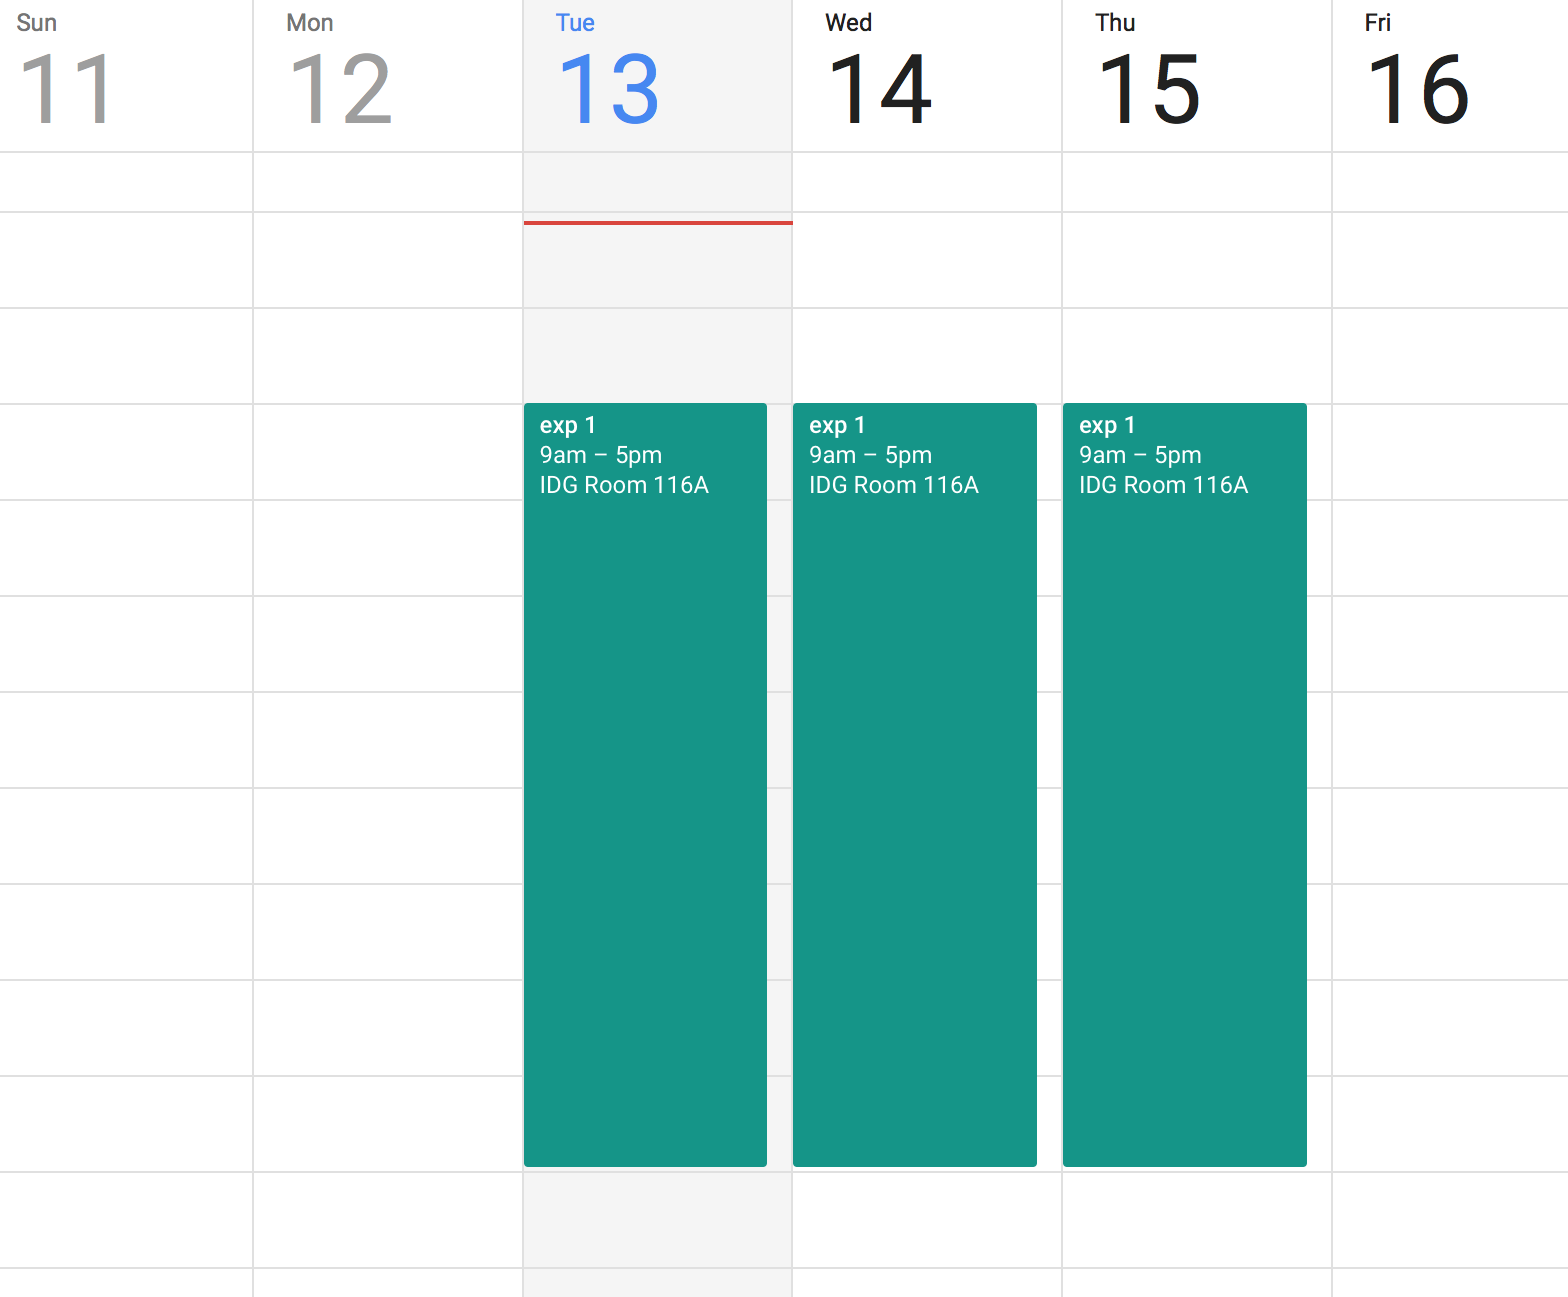 Sun
11
Mon
12
Tue
13
Wed
14
Thu
15
Fri
16
exp 1
9am – 5pm
IDG Room 116A
exp 1
9am – 5pm
IDG Room 116A
exp 1
9am – 5pm
IDG Room 116A